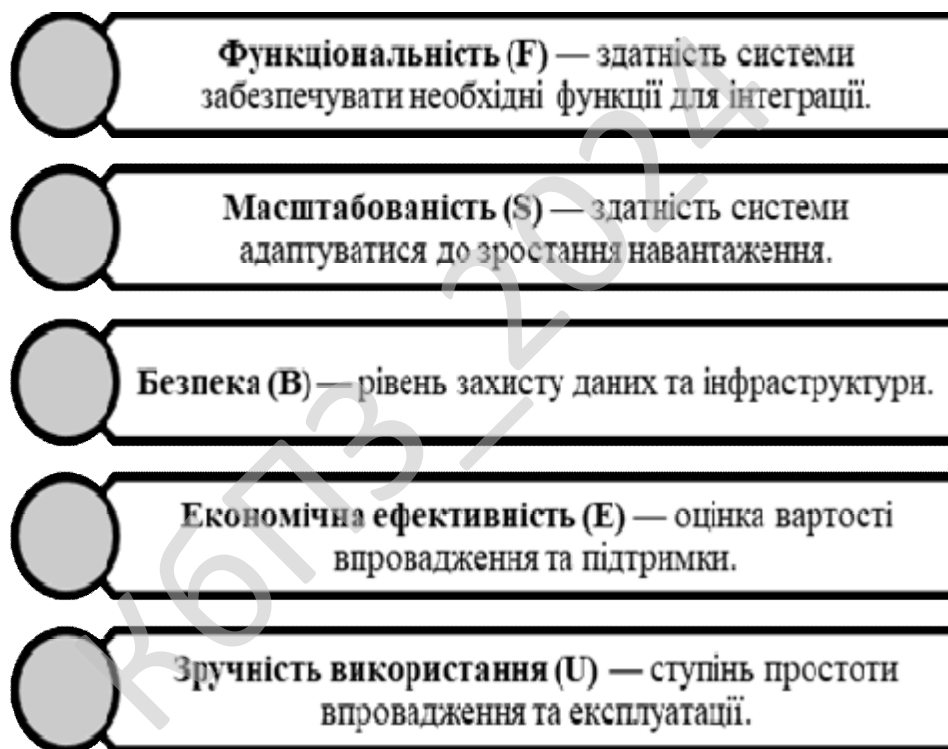 Функціональність (F) — здатність системи
забезпечувати необхідні функції для інтеграції.
Масштабованість (S) — здатність системи
адаптуватися до зростання навантаження.
Безпека (B) — рівень захисту даних та інфраструктури.
Економічна ефективність (E) — оцінка вартості
впровадження та підтримки.
Зручність використання (U) — ступінь простоти
впровадження та експлуатації.
КбПЗ_2024